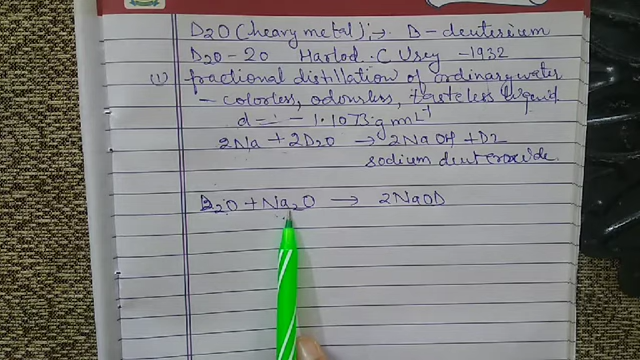 D2O (heavy metal) :→ D - deuterium
D2O - 20 Harlod. C Urey - 1932
(1) fractional distillation of ordinary water
- colorless, odourless, tasteless liquid
d = - 1.1073 g mL⁻¹
2Na + 2D2O → 2NaOH + D2
sodium deuteroxide.
D₂O + Na₂O → 2NaOD